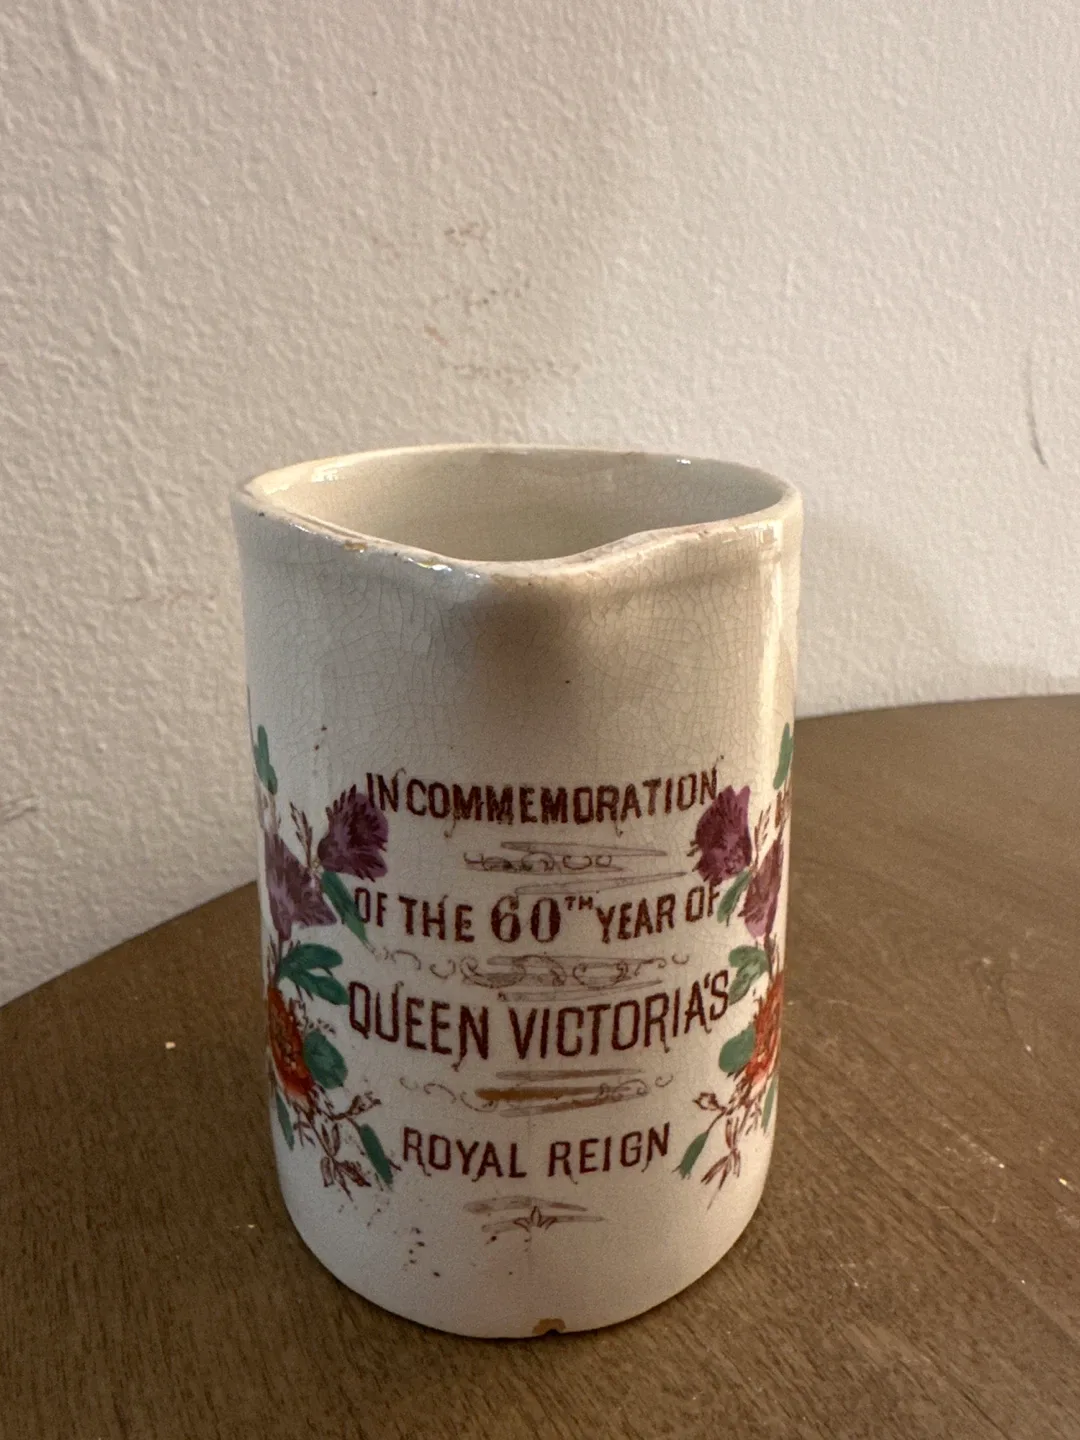 IN COMMEMORATION
OF THE 60TH YEAR OF
QUEEN VICTORIA'S
ROYAL REIGN